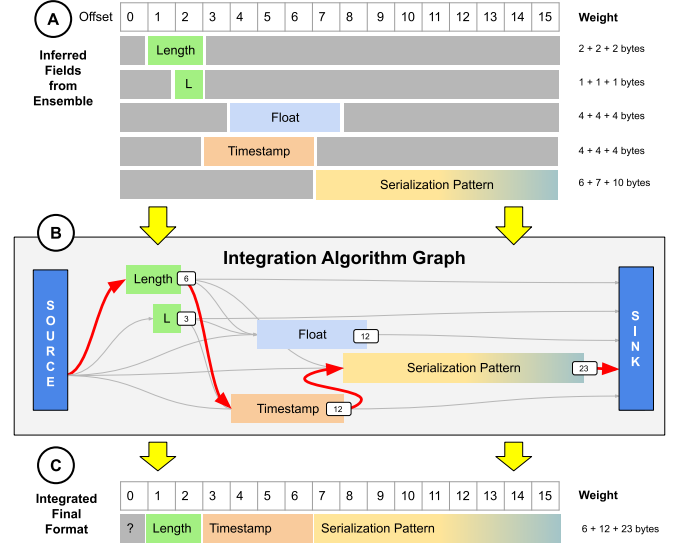 A
Offset
0 1 2 3 4 5 6 7 8 9 10 11 12 13 14 15
Weight
Inferred
Fields
from
Ensemble
Length
2 + 2 + 2 bytes
L
1 + 1 + 1 bytes
Float
4 + 4 + 4 bytes
Timestamp
4 + 4 + 4 bytes
Serialization Pattern
6 + 7 + 10 bytes
B
Integration Algorithm Graph
SOURCE
Length
6
L
3
Float
12
Serialization Pattern
23
Timestamp
12
SINK
C
0 1 2 3 4 5 6 7 8 9 10 11 12 13 14 15
Weight
Integrated
Final
Format
? Length Timestamp Serialization Pattern
6 + 12 + 23 bytes